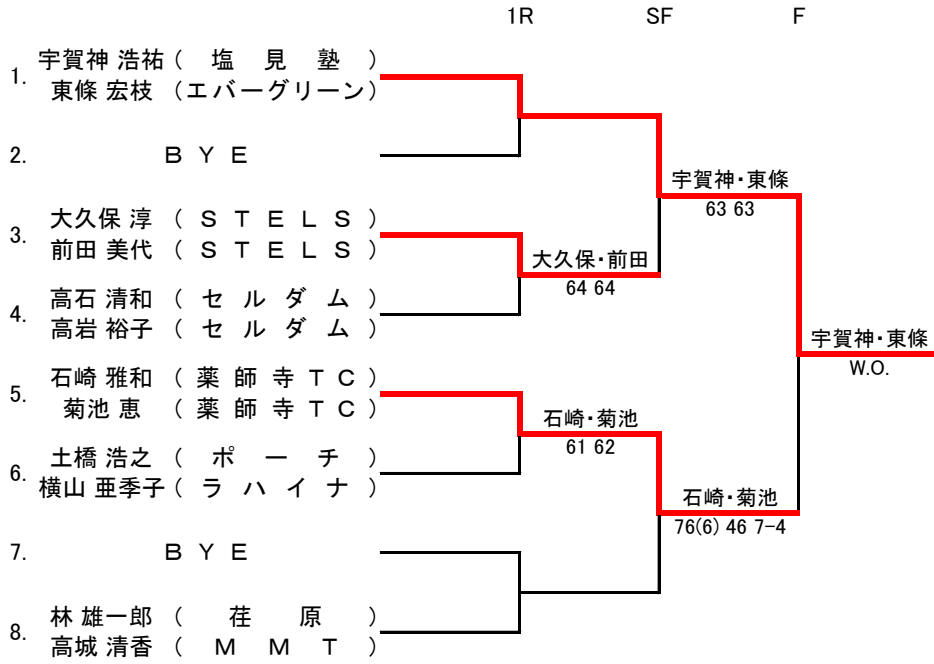 1R SF F
1. 宇賀神 浩祐 ( 塩 見 塾 )
東條 宏枝 (エバーグリーン)
2. B Y E
宇賀神・東條
63 63
3. 大久保 淳 ( S T E L S )
前田 美代 ( S T E L S )
大久保・前田
64 64
4. 高石 清和 ( セ ル ダ ム )
高岩 裕子 ( セ ル ダ ム )
宇賀神・東條
W.O.
5. 石崎 雅和 ( 薬 師 寺 T C )
菊池 恵 ( 薬 師 寺 T C )
石崎・菊池
61 62
6. 土橋 浩之 ( ポ ー チ )
横山 亜季子 ( ラ ハ イ ナ )
石崎・菊池
76(6) 46 7-4
7. B Y E
8. 林 雄一郎 ( 荏 原 )
高城 清香 ( M M T )